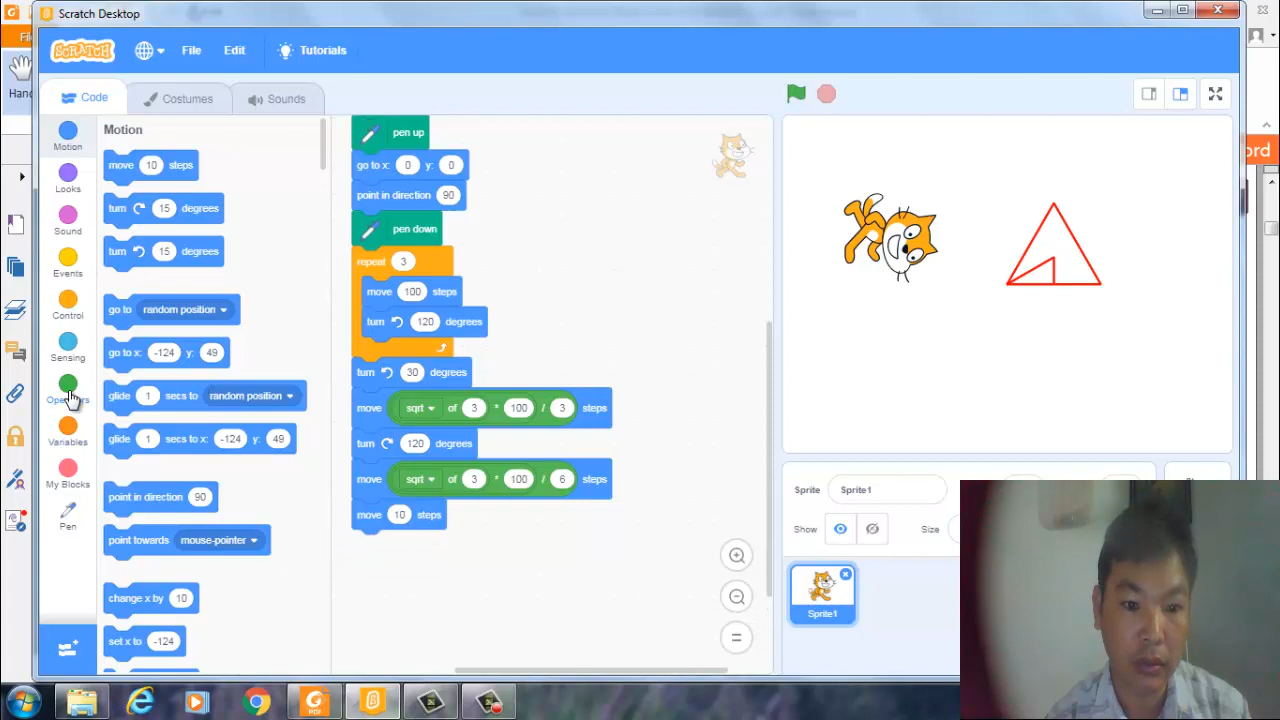 Scratch Desktop
Fi
SCRATCH
File
Edit
Tutorials
Han
Code
Costumes
Sounds
Motion
Looks
Sound
Events
Control
Sensing
Variables
My Blocks
Pen
Motion
move 10 steps
turn 15 degrees
turn 15 degrees
go to random position
go to x: -124 y: 49
glide 1 secs to random position
glide 1 secs to x: -124 y: 49
point in direction 90
point towards mouse-pointer
change x by 10
set x to -124
pen up
go to x: 0 y: 0
point in direction 90
pen down
repeat 3
move 100 steps
turn 120 degrees
turn 30 degrees
move sqrt of 3 * 100 / 3 steps
turn 120 degrees
move sqrt of 3 * 100 / 6 steps
move 10 steps
ord
Sprite Sprite1
Show
Size
Sprite1
PDF